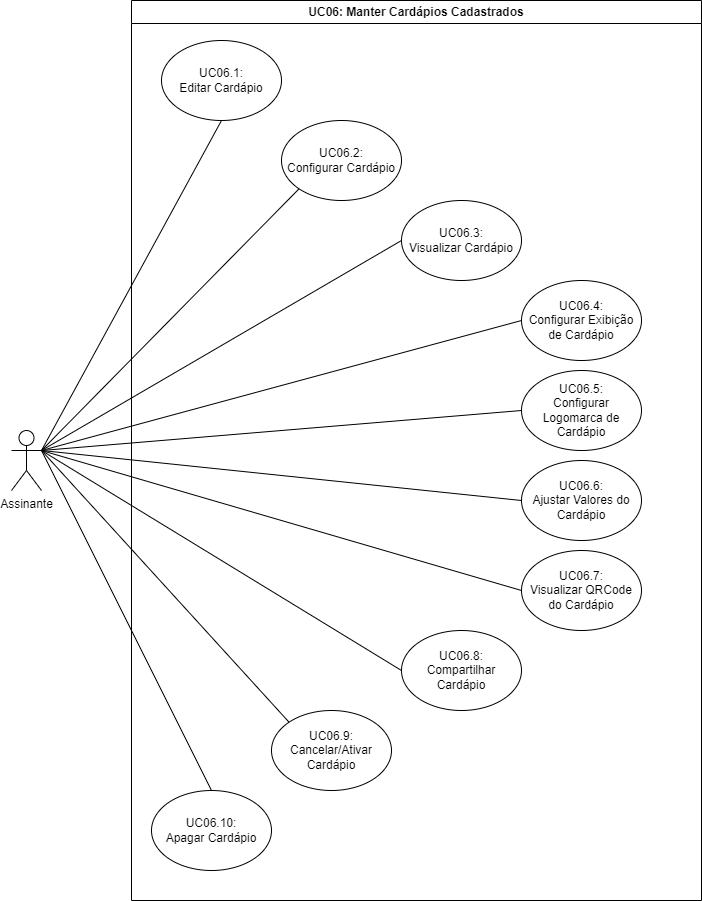 UC06: Manter Cardápios Cadastrados
UC06.1:
Editar Cardápio
UC06.2:
Configurar Cardápio
UC06.3:
Visualizar Cardápio
UC06.4:
Configurar Exibição
de Cardápio
UC06.5:
Configurar
Logomarca de
Cardápio
Assinante
UC06.6:
Ajustar Valores do
Cardápio
UC06.7:
Visualizar QRCode
do Cardápio
UC06.8:
Compartilhar
Cardápio
UC06.9:
Cancelar/Ativar
Cardápio
UC06.10:
Apagar Cardápio